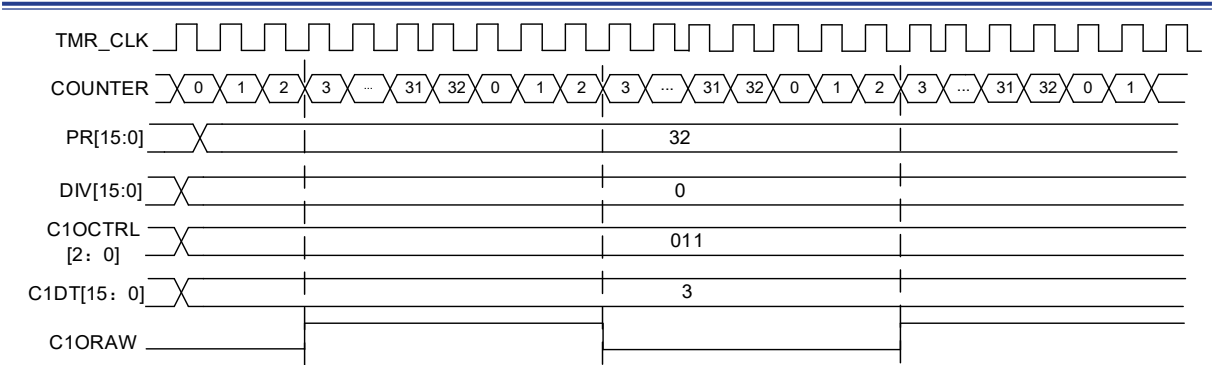 TMR_CLK
COUNTER 0 1 2 3 ... 31 32 0 1 2 3 ... 31 32 0 1 2 3 ... 31 32 0 1
PR[15:0] 32
DIV[15:0] 0
C1OCTRL
[2：0] 011
C1DT[15：0] 3
C1ORAW